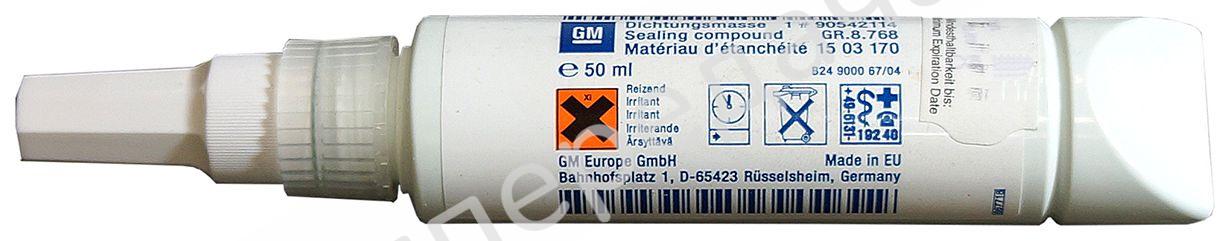 GM
Dichtungsmasse 1 # 90542114
Sealing compound GR.8.768
Matériau d'étanchéité 15 03 170
e 50 ml
B24 9000 67/04
XI
Reizend
Irritant
Irritant
Irriterande
Ärsyttävä
+49-6131-
19240
GM Europe GmbH
Made in EU
Bahnhofsplatz 1, D-65423 Rüsselsheim, Germany
Mindesthaltbarkeit bis:
Expiration Date